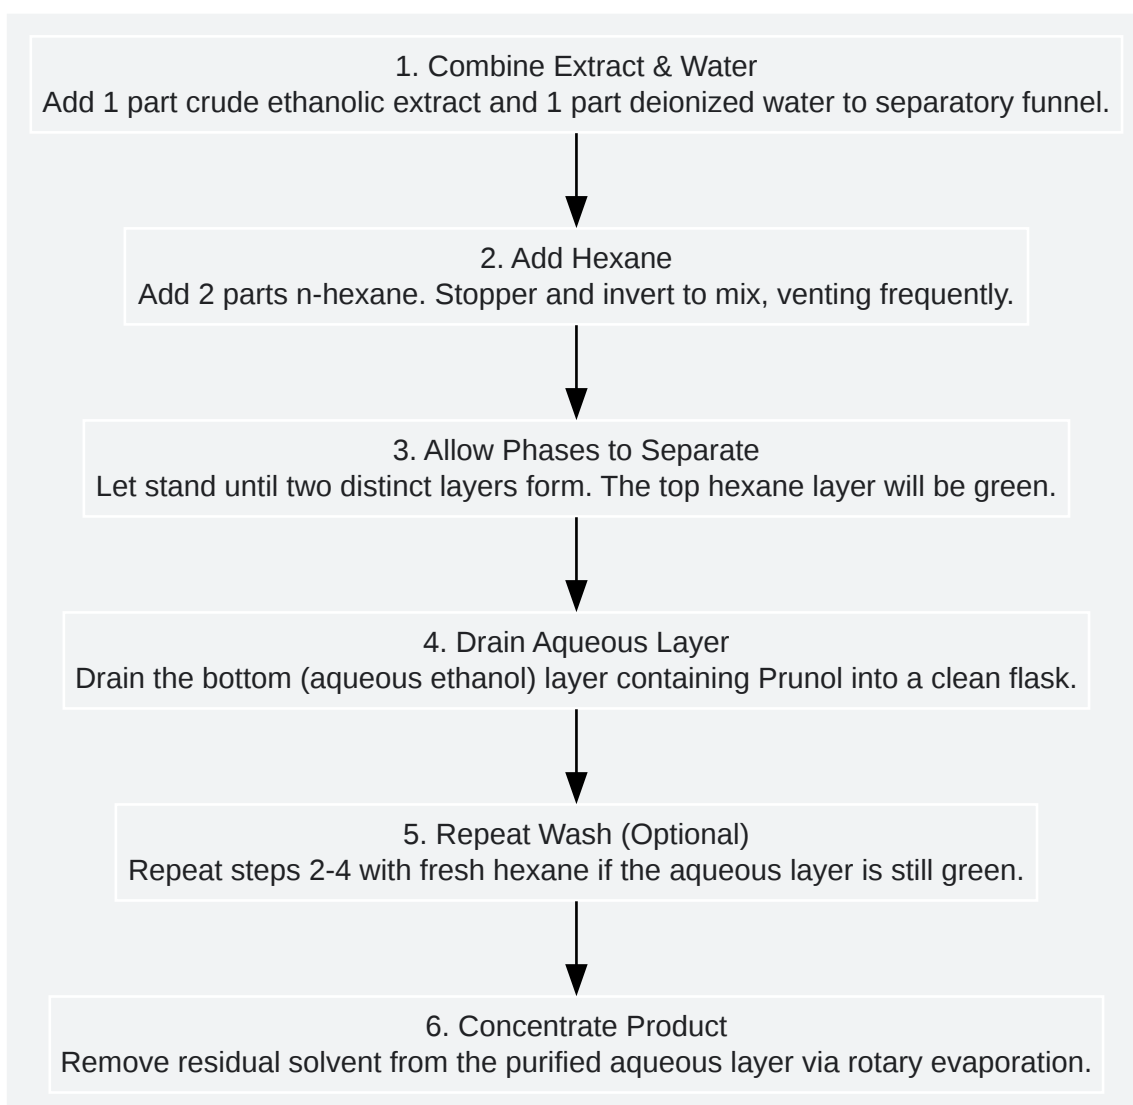 1. Combine Extract & Water
Add 1 part crude ethanolic extract and 1 part deionized water to separatory funnel.
2. Add Hexane
Add 2 parts n-hexane. Stopper and invert to mix, venting frequently.
3. Allow Phases to Separate
Let stand until two distinct layers form. The top hexane layer will be green.
4. Drain Aqueous Layer
Drain the bottom (aqueous ethanol) layer containing Prunol into a clean flask.
5. Repeat Wash (Optional)
Repeat steps 2-4 with fresh hexane if the aqueous layer is still green.
6. Concentrate Product
Remove residual solvent from the purified aqueous layer via rotary evaporation.